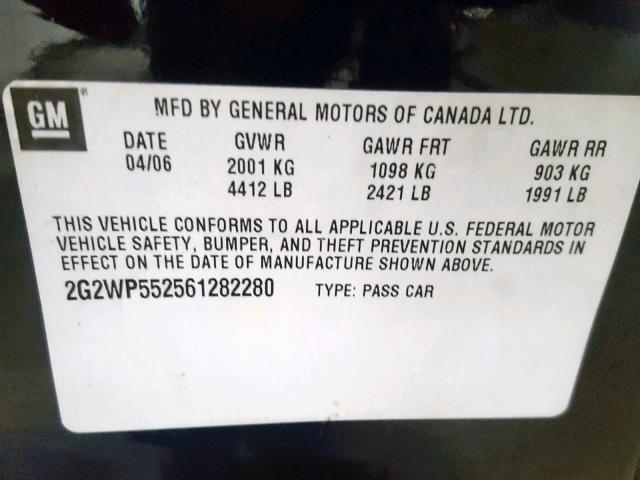 GM ®
MFD BY GENERAL MOTORS OF CANADA LTD.
DATE GVWR GAWR FRT GAWR RR
04/06 2001 KG 1098 KG 903 KG
4412 LB 2421 LB 1991 LB
THIS VEHICLE CONFORMS TO ALL APPLICABLE U.S. FEDERAL MOTOR
VEHICLE SAFETY, BUMPER, AND THEFT PREVENTION STANDARDS IN
EFFECT ON THE DATE OF MANUFACTURE SHOWN ABOVE.
2G2WP552561282280 TYPE: PASS CAR